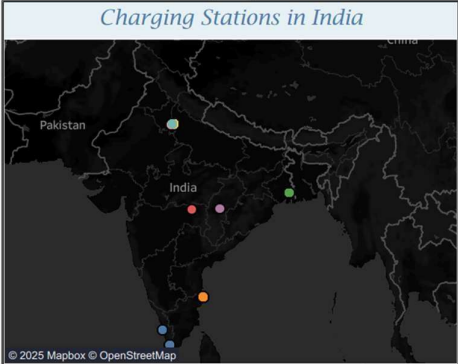 Charging Stations in India
China
Pakistan
India
© 2025 Mapbox © OpenStreetMap